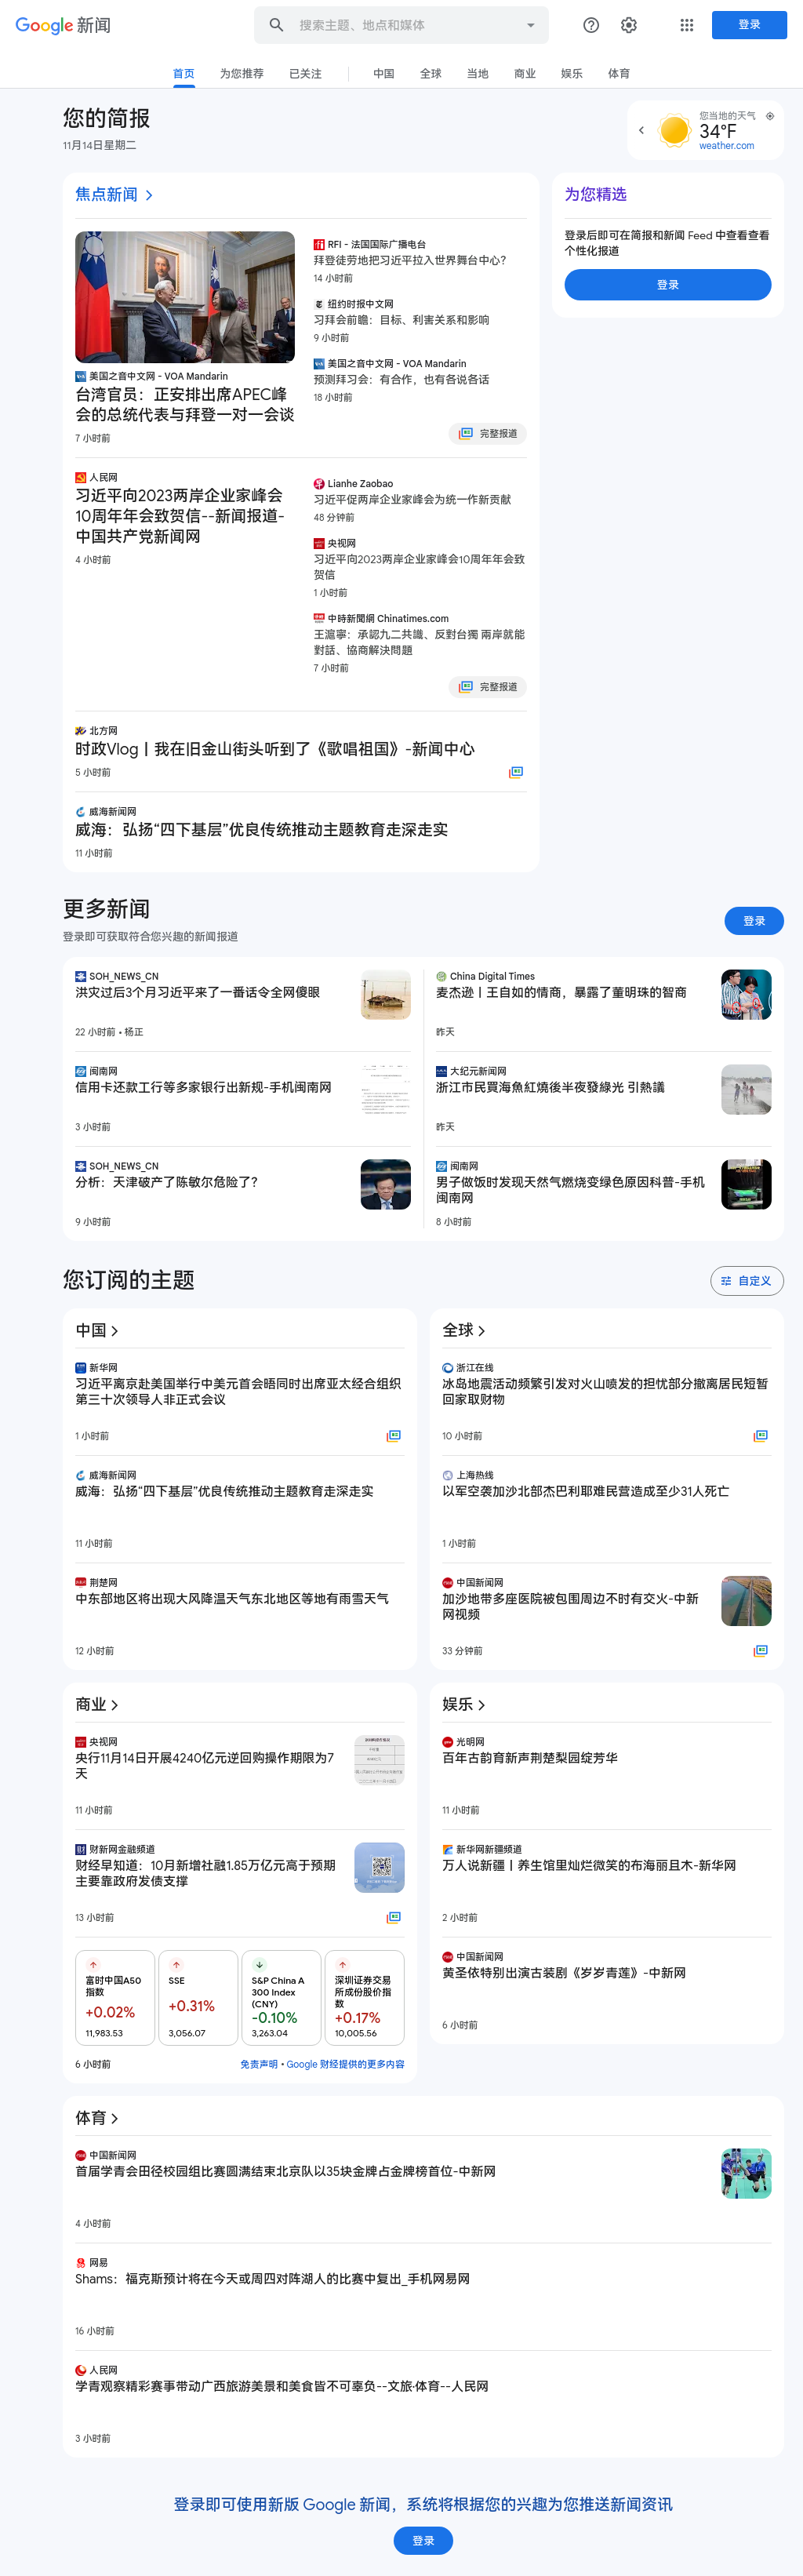 Google 新闻
搜索主题、地点和媒体
登录
首页
为您推荐
已关注
中国
全球
当地
商业
娱乐
体育
您的简报
11月14日星期二
您当地的天气
34°F
weather.com
焦点新闻
美国之音中文网 - VOA Mandarin
台湾官员：正安排出席APEC峰
会的总统代表与拜登一对一会谈
7 小时前
RFI - 法国国际广播电台
拜登徒劳地把习近平拉入世界舞台中心？
14 小时前
纽约时报中文网
习拜会前瞻：目标、利害关系和影响
9 小时前
美国之音中文网 - VOA Mandarin
预测拜习会：有合作，也有各说各话
18 小时前
完整报道
人民网
习近平向2023两岸企业家峰会
10周年年会致贺信--新闻报道-
中国共产党新闻网
4 小时前
Lianhe Zaobao
习近平促两岸企业家峰会为统一作新贡献
48 分钟前
央视网
习近平向2023两岸企业家峰会10周年年会致
贺信
1 小时前
中時新聞網 Chinatimes.com
王滬寧：承認九二共識、反對台獨 兩岸就能
對話、協商解決問題
7 小时前
完整报道
北方网
时政Vlog丨我在旧金山街头听到了《歌唱祖国》-新闻中心
5 小时前
威海新闻网
威海：弘扬“四下基层”优良传统推动主题教育走深走实
11 小时前
为您精选
登录后即可在简报和新闻 Feed 中查看查看
个性化报道
登录
更多新闻
登录即可获取符合您兴趣的新闻报道
登录
SOH_NEWS_CN
洪灾过后3个月习近平来了一番话令全网傻眼
22 小时前 • 杨正
China Digital Times
麦杰逊丨王自如的情商，暴露了董明珠的智商
昨天
闽南网
信用卡还款工行等多家银行出新规-手机闽南网
3 小时前
大纪元新闻网
浙江市民買海魚紅燒後半夜發綠光 引熱議
昨天
SOH_NEWS_CN
分析：天津破产了陈敏尔危险了？
9 小时前
闽南网
男子做饭时发现天然气燃烧变绿色原因科普-手机
闽南网
8 小时前
您订阅的主题
自定义
中国
新华网
习近平离京赴美国举行中美元首会晤同时出席亚太经合组织
第三十次领导人非正式会议
1 小时前
威海新闻网
威海：弘扬“四下基层”优良传统推动主题教育走深走实
11 小时前
荆楚网
中东部地区将出现大风降温天气东北地区等地有雨雪天气
12 小时前
全球
浙江在线
冰岛地震活动频繁引发对火山喷发的担忧部分撤离居民短暂
回家取财物
10 小时前
上海热线
以军空袭加沙北部杰巴利耶难民营造成至少31人死亡
1 小时前
中国新闻网
加沙地带多座医院被包围周边不时有交火-中新
网视频
33 分钟前
商业
央视网
央行11月14日开展4240亿元逆回购操作期限为7
天
11 小时前
财新网金融频道
财经早知道：10月新增社融1.85万亿元高于预期
主要靠政府发债支撑
13 小时前
富时中国A50
指数
+0.02%
11,983.53
SSE
+0.31%
3,056.07
S&P China A
300 Index
(CNY)
-0.10%
3,263.04
深圳证券交易
所成份股价指
数
+0.17%
10,005.56
6 小时前
免责声明 • Google 财经提供的更多内容
娱乐
光明网
百年古韵育新声荆楚梨园绽芳华
11 小时前
新华网新疆频道
万人说新疆丨养生馆里灿烂微笑的布海丽且木-新华网
2 小时前
中国新闻网
黄圣依特别出演古装剧《岁岁青莲》-中新网
6 小时前
体育
中国新闻网
首届学青会田径校园组比赛圆满结束北京队以35块金牌占金牌榜首位-中新网
4 小时前
网易
Shams：福克斯预计将在今天或周四对阵湖人的比赛中复出_手机网易网
16 小时前
人民网
学青观察精彩赛事带动广西旅游美景和美食皆不可辜负--文旅·体育--人民网
3 小时前
登录即可使用新版 Google 新闻，系统将根据您的兴趣为您推送新闻资讯
登录